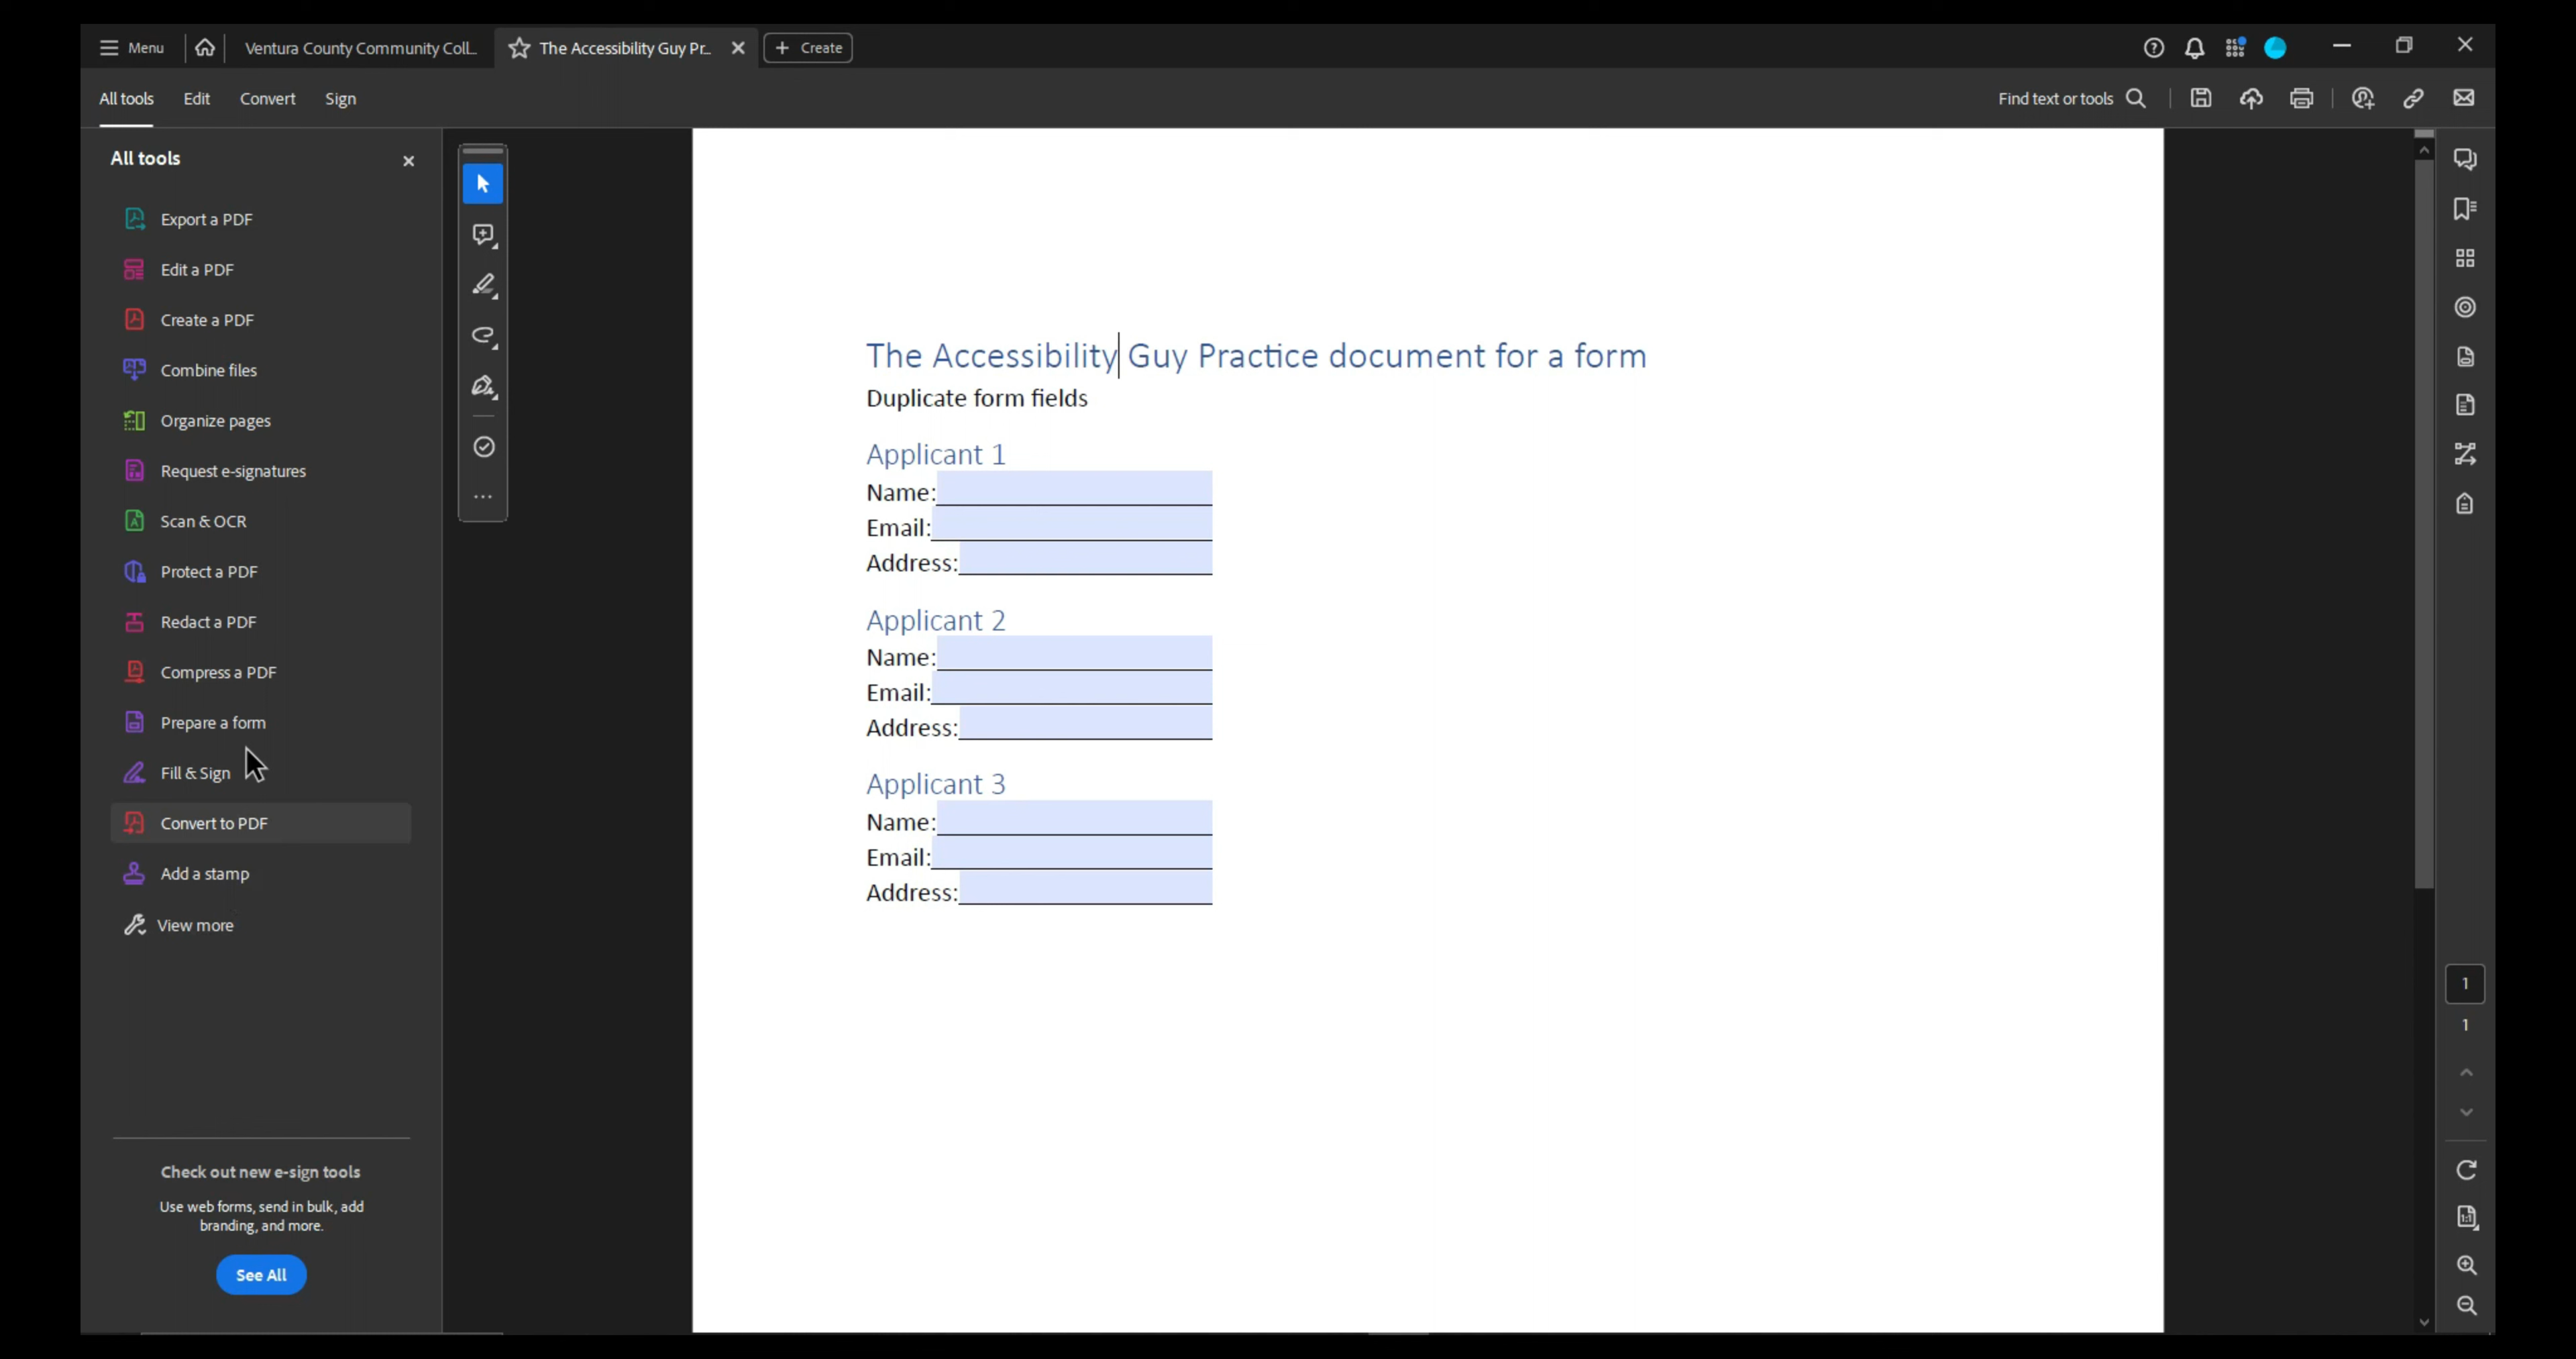 Menu
Ventura County Community Coll...
The Accessibility Guy Pr...
Create
All tools
Edit
Convert
Sign
Find text or tools
All tools
Export a PDF
Edit a PDF
Create a PDF
Combine files
Organize pages
Request e-signatures
Scan & OCR
Protect a PDF
Redact a PDF
Compress a PDF
Prepare a form
Fill & Sign
Convert to PDF
Add a stamp
View more
Check out new e-sign tools
Use web forms, send in bulk, add
branding, and more.
See All
The Accessibility Guy Practice document for a form
Duplicate form fields
Applicant 1
Name:
Email:
Address:
Applicant 2
Name:
Email:
Address:
Applicant 3
Name:
Email:
Address:
1
1